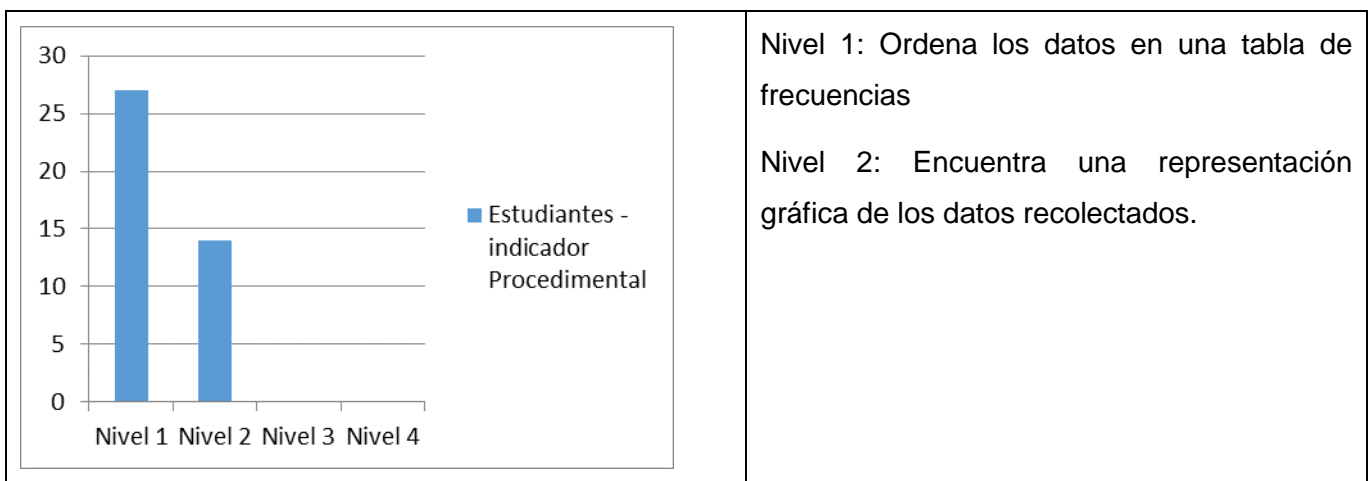 30
25
20
15
10
5
0
Nivel 1 Nivel 2 Nivel 3 Nivel 4
Estudiantes -
indicador
Procedimental
Nivel 1: Ordena los datos en una tabla de
frecuencias
Nivel 2: Encuentra una representación
gráfica de los datos recolectados.